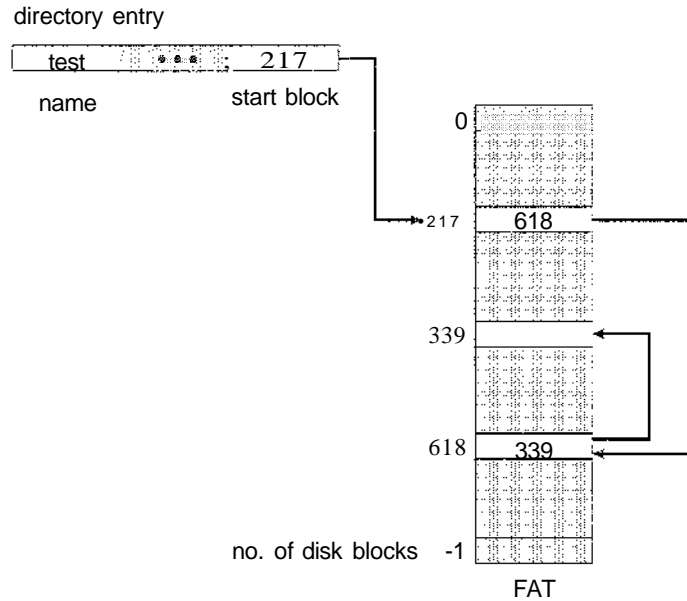 directory entry
test ••• 217
name start block
0
217 618
339
618 339
no. of disk blocks -1
FAT